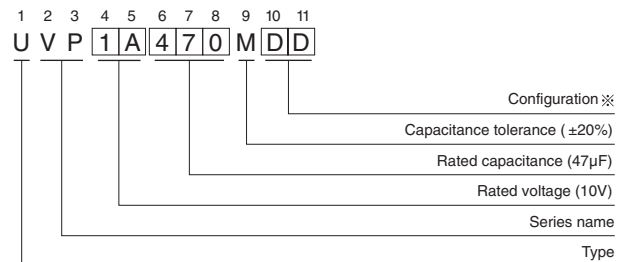 1 2 3 4 5 6 7 8 9 10 11
U V P 1 A 4 7 0 M D D
Configuration ※
Capacitance tolerance ( ±20%)
Rated capacitance (47µF)
Rated voltage (10V)
Series name
Type